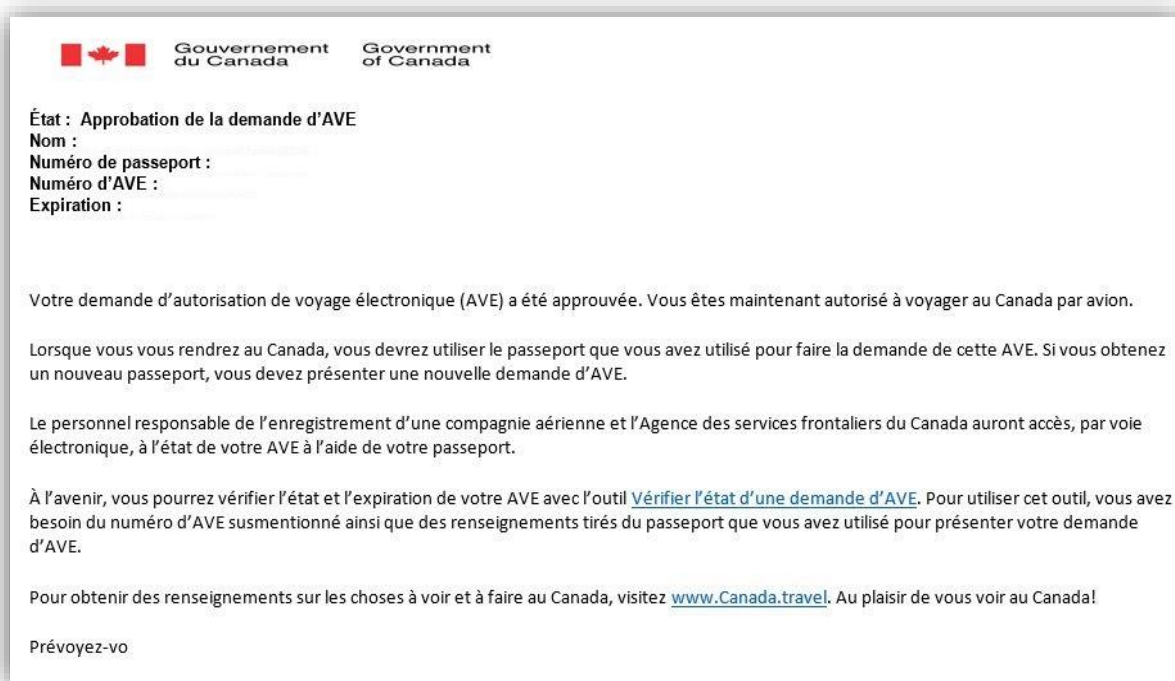 Gouvernement du Canada
Government of Canada
État : Approbation de la demande d’AVE
Nom :
Numéro de passeport :
Numéro d’AVE :
Expiration :
Votre demande d’autorisation de voyage électronique (AVE) a été approuvée. Vous êtes maintenant autorisé à voyager au Canada par avion.
Lorsque vous vous rendrez au Canada, vous devrez utiliser le passeport que vous avez utilisé pour faire la demande de cette AVE. Si vous obtenez
un nouveau passeport, vous devez présenter une nouvelle demande d’AVE.
Le personnel responsable de l’enregistrement d’une compagnie aérienne et l’Agence des services frontaliers du Canada auront accès, par voie
électronique, à l’état de votre AVE à l’aide de votre passeport.
À l’avenir, vous pourrez vérifier l’état et l’expiration de votre AVE avec l’outil Vérifier l’état d’une demande d’AVE. Pour utiliser cet outil, vous avez
besoin du numéro d’AVE susmentionné ainsi que des renseignements tirés du passeport que vous avez utilisé pour présenter votre demande
d’AVE.
Pour obtenir des renseignements sur les choses à voir et à faire au Canada, visitez www.Canada.travel. Au plaisir de vous voir au Canada!
Prévoyez-vo